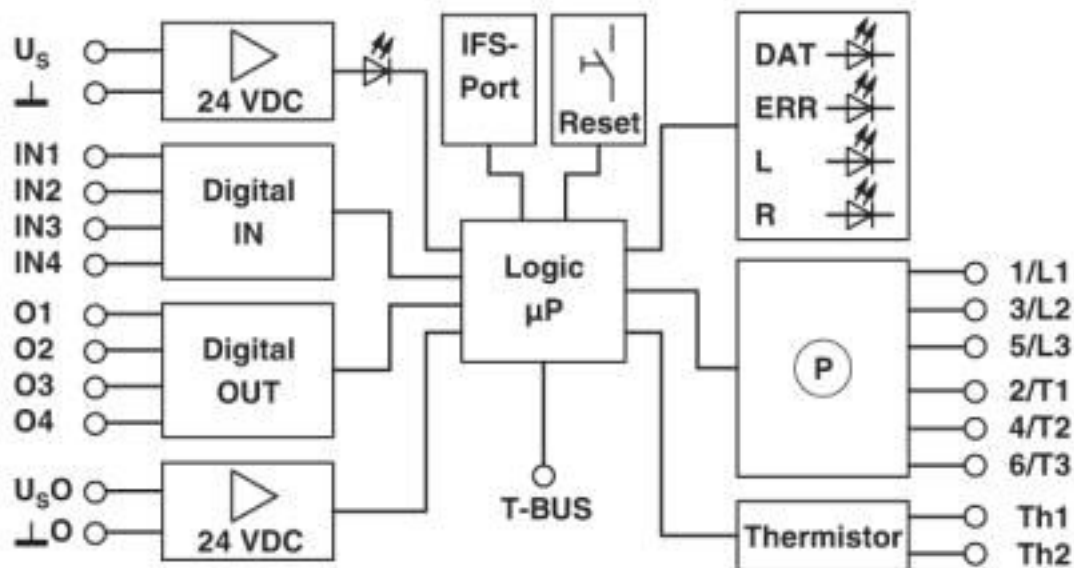 U_S
⊥
24 VDC
IFS-
Port
Reset
DAT
ERR
L
R
IN1
IN2
IN3
IN4
Digital
IN
Logic
µP
O1
O2
O3
O4
Digital
OUT
P
1/L1
3/L2
5/L3
2/T1
4/T2
6/T3
U_SO
⊥O
24 VDC
T-BUS
Thermistor
Th1
Th2